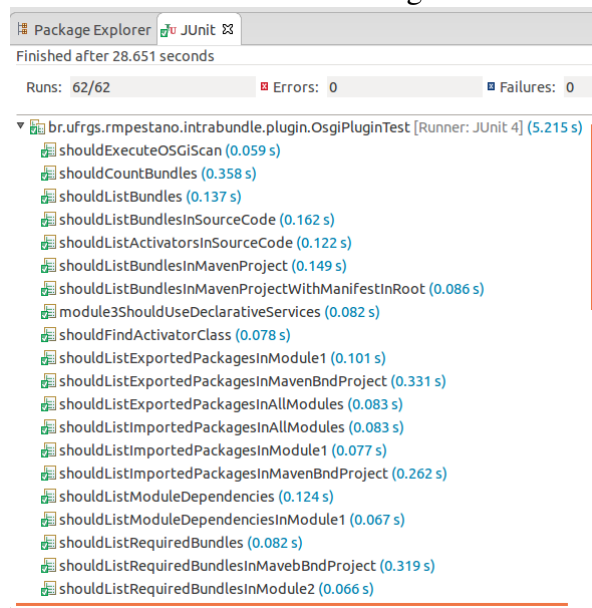 Package Explorer JUnit
Finished after 28.651 seconds
Runs: 62/62 Errors: 0 Failures: 0
br.ufrgs.rmpestano.intrabundle.plugin.OsgiPluginTest [Runner: JUnit 4] (5.215 s)
shouldExecuteOSGiScan (0.059 s)
shouldCountBundles (0.358 s)
shouldListBundles (0.137 s)
shouldListBundlesInSourceCode (0.162 s)
shouldListActivatorsInSourceCode (0.122 s)
shouldListBundlesInMavenProject (0.149 s)
shouldListBundlesInMavenProjectWithManifestInRoot (0.086 s)
module3ShouldUseDeclarativeServices (0.082 s)
shouldFindActivatorClass (0.078 s)
shouldListExportedPackagesInModule1 (0.101 s)
shouldListExportedPackagesInMavenBndProject (0.331 s)
shouldListExportedPackagesInAllModules (0.083 s)
shouldListImportedPackagesInAllModules (0.083 s)
shouldListImportedPackagesInModule1 (0.077 s)
shouldListImportedPackagesInMavenBndProject (0.262 s)
shouldListModuleDependencies (0.124 s)
shouldListModuleDependenciesInModule1 (0.067 s)
shouldListRequiredBundles (0.082 s)
shouldListRequiredBundlesInMavebBndProject (0.319 s)
shouldListRequiredBundlesInModule2 (0.066 s)